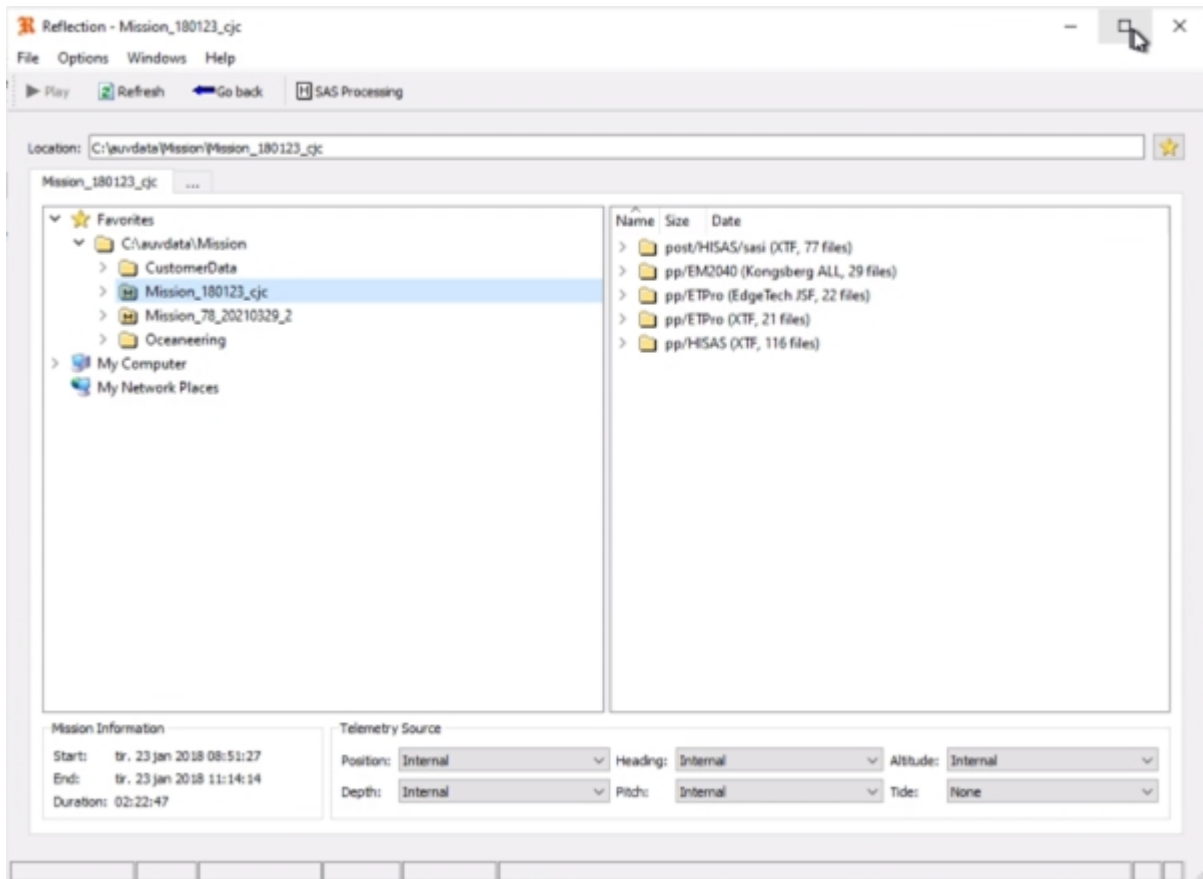 Reflection - Mission_180123_cjc
File Options Windows Help
Play Refresh Go back H SAS Processing
Location: C:\auvdata\Mission\Mission_180123_cjc
Mission_180123_cjc ...
Favorites
C:\auvdata\Mission
CustomerData
Mission_180123_cjc
Mission_78_20210329_2
Oceaneering
My Computer
My Network Places
Name Size Date
post/HISAS/sasi (XTF, 77 files)
pp/EM2040 (Kongsberg ALL, 29 files)
pp/ETPro (EdgeTech JSF, 22 files)
pp/ETPro (XTF, 21 files)
pp/HISAS (XTF, 116 files)
Mission Information
Start: tir. 23 jan 2018 08:51:27
End: tir. 23 jan 2018 11:14:14
Duration: 02:22:47
Telemetry Source
Position: Internal Heading: Internal Altitude: Internal
Depth: Internal Pitch: Internal Tide: None